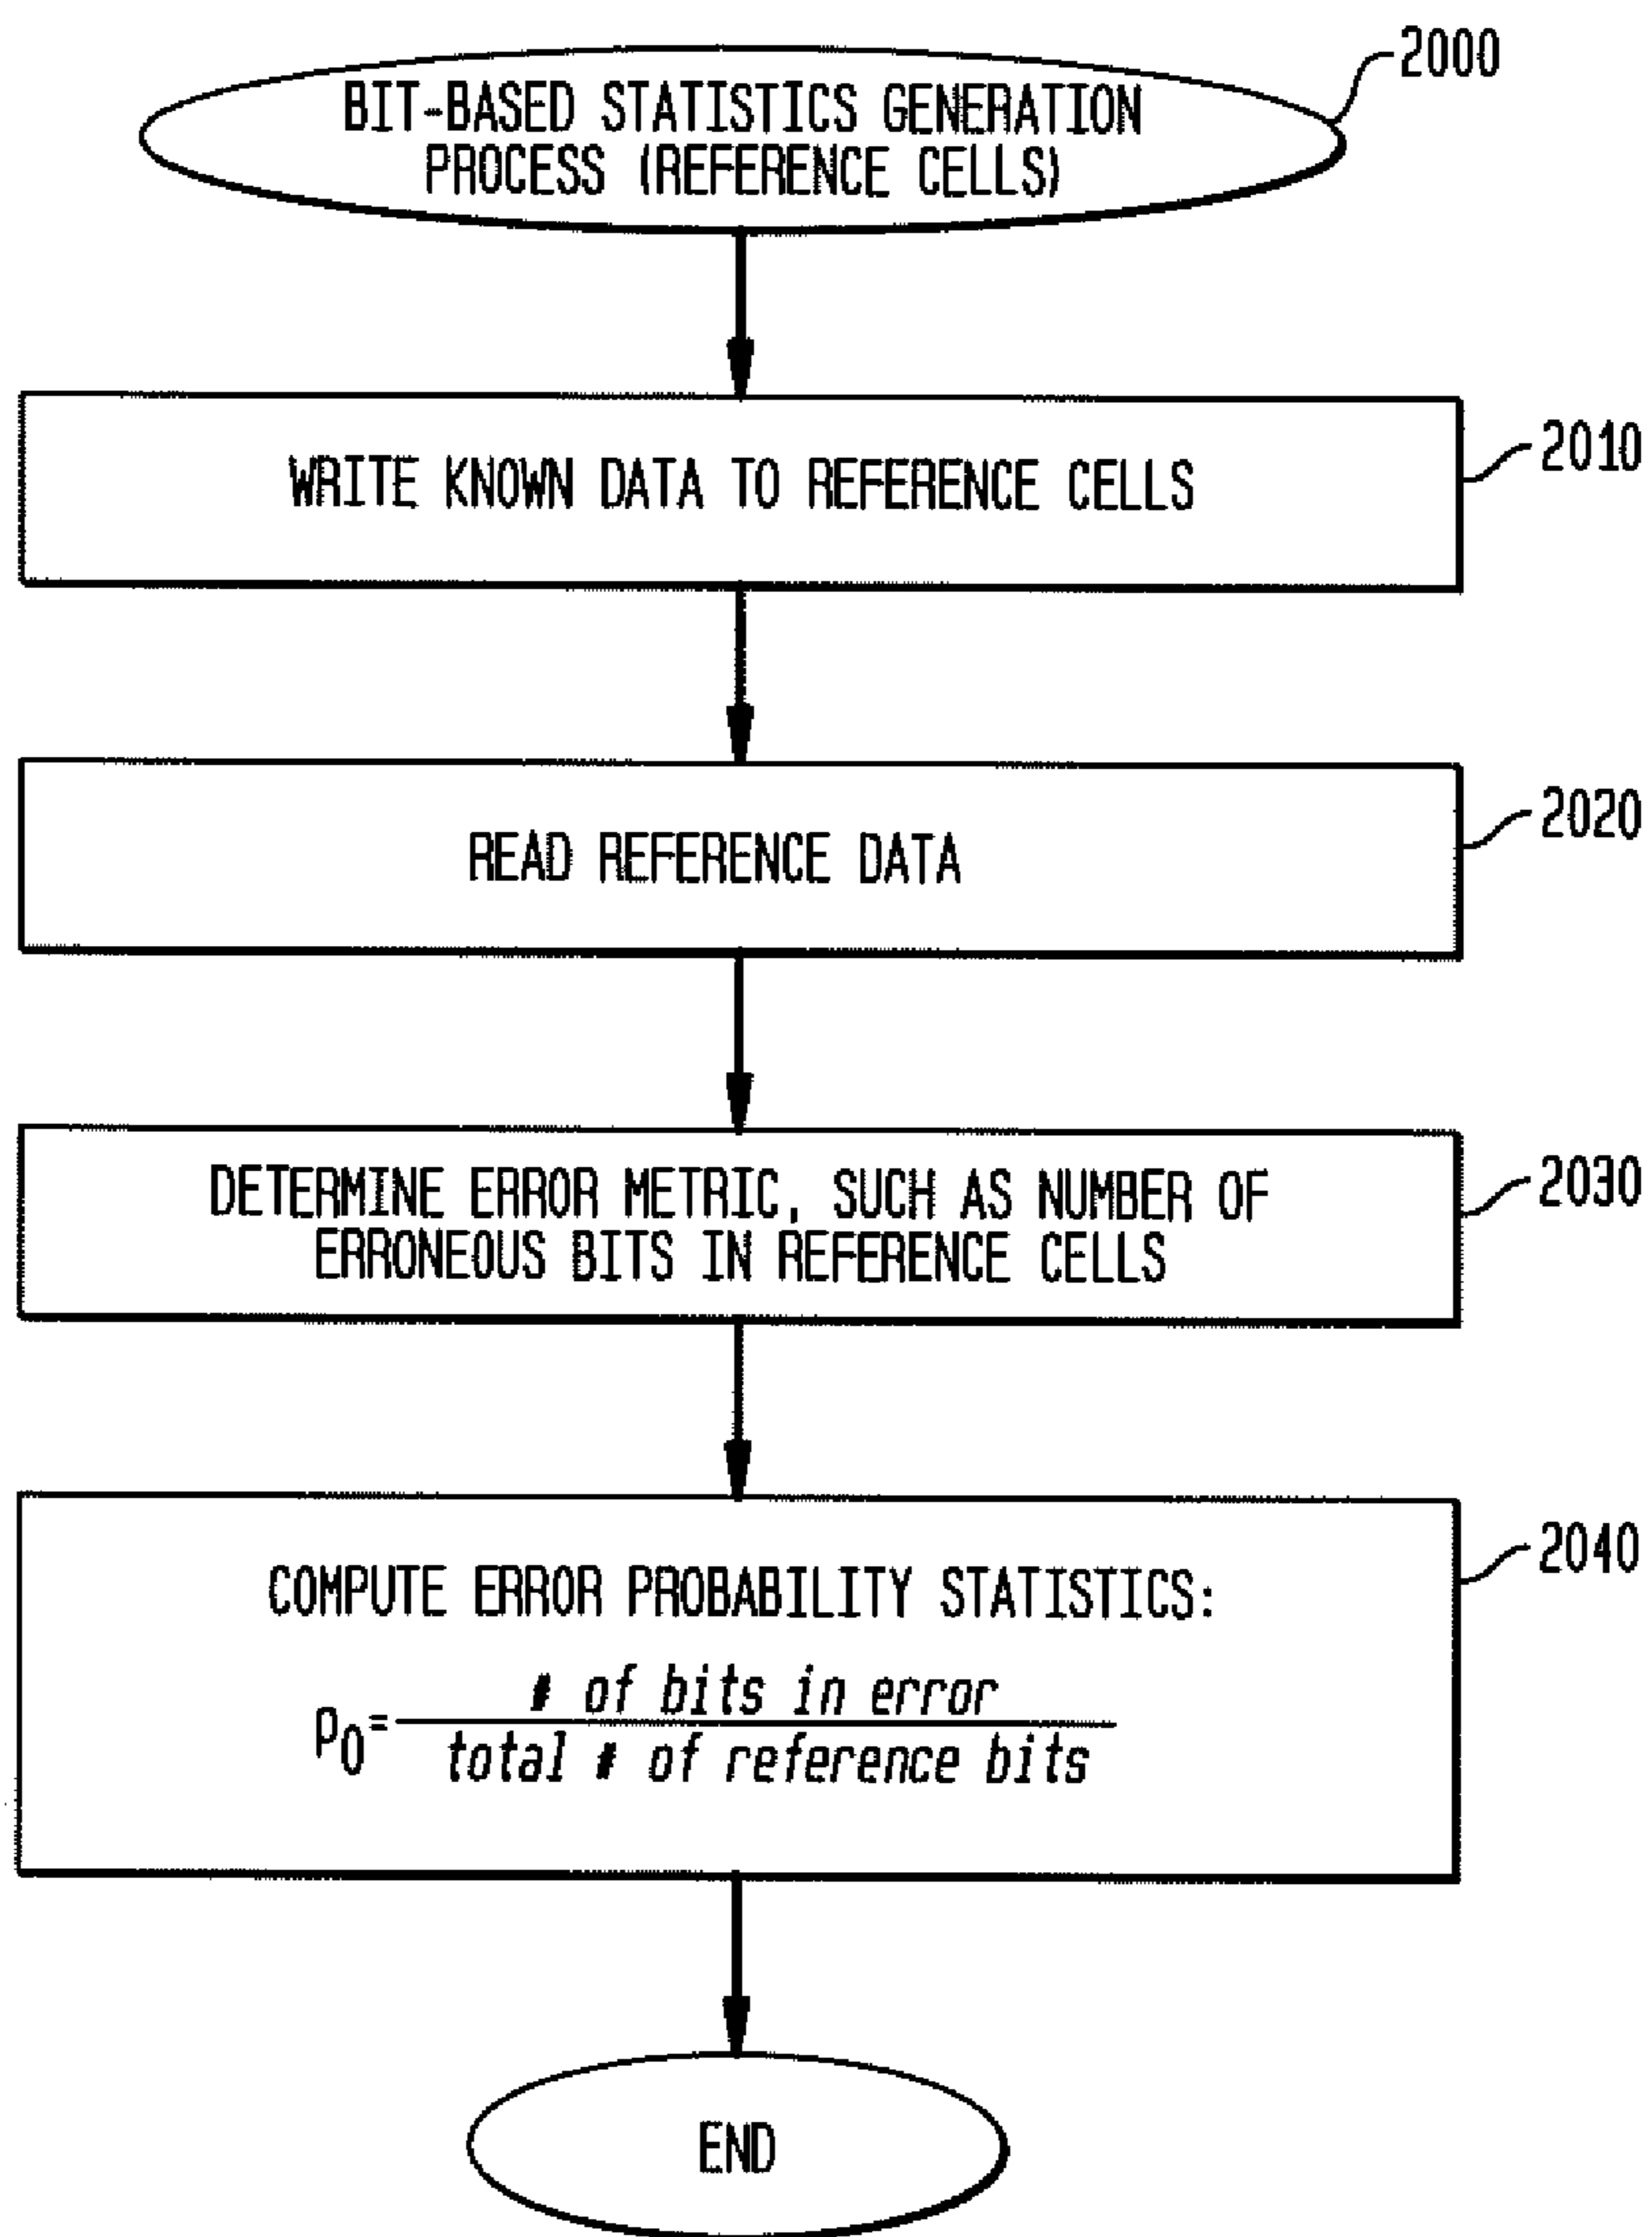 2000
BIT-BASED STATISTICS GENERATION
PROCESS (REFERENCE CELLS)
2010
WRITE KNOWN DATA TO REFERENCE CELLS
2020
READ REFERENCE DATA
2030
DETERMINE ERROR METRIC, SUCH AS NUMBER OF
ERRONEOUS BITS IN REFERENCE CELLS
2040
COMPUTE ERROR PROBABILITY STATISTICS:
# of bits in error
p0=
total # of reference bits
END